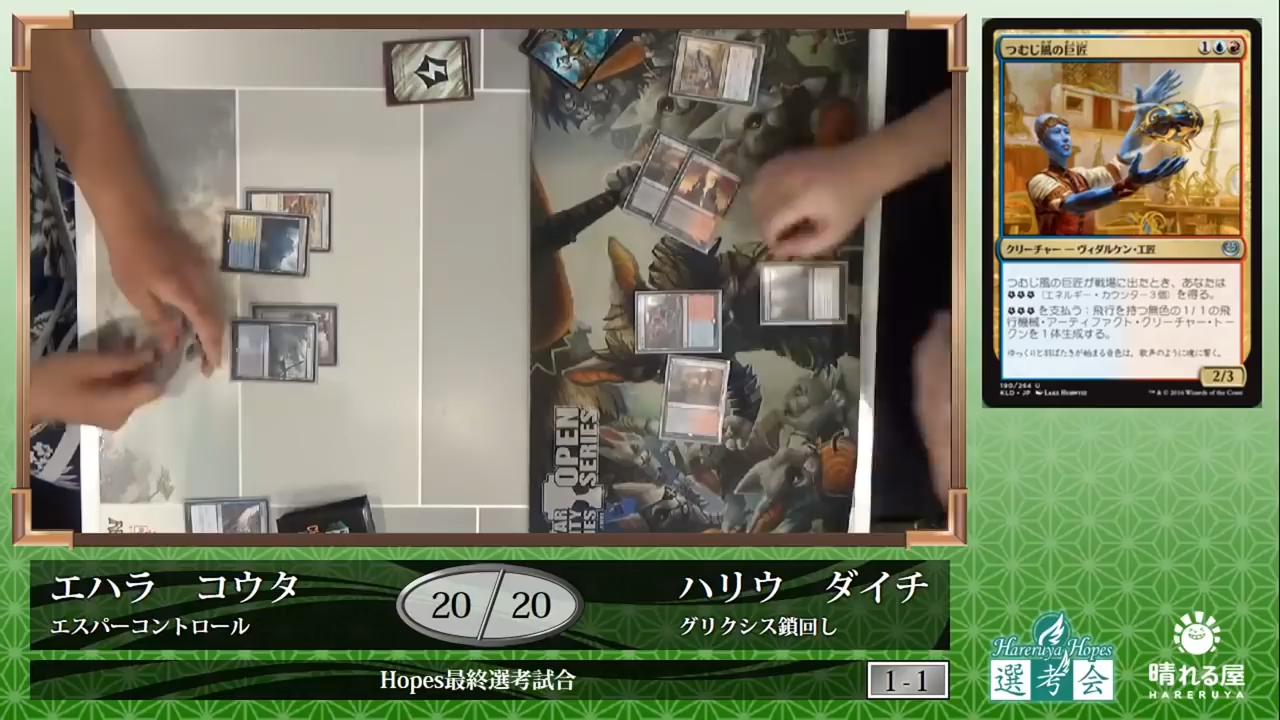 つむじ風の巨匠 1
クリーチャー — ヴィダルケン・工匠
つむじ風の巨匠が戦場に出たとき、あなたは
(エネルギー・カウンター3個)を得る。
を支払う:飛行を持つ無色の1/1の飛
行機械・アーティファクト・クリーチャー・トー
クンを1体生成する。
2/3
190/264 U
KLD • JP
OPEN
SERIES
エハラ コウタ
エスパーコントロール
20/20
ハリウ ダイチ
グリクシス鎖回し
Hopes最終選考試合
1-1
Hareruya Hopes
選考会
晴れる屋
HARERUYA